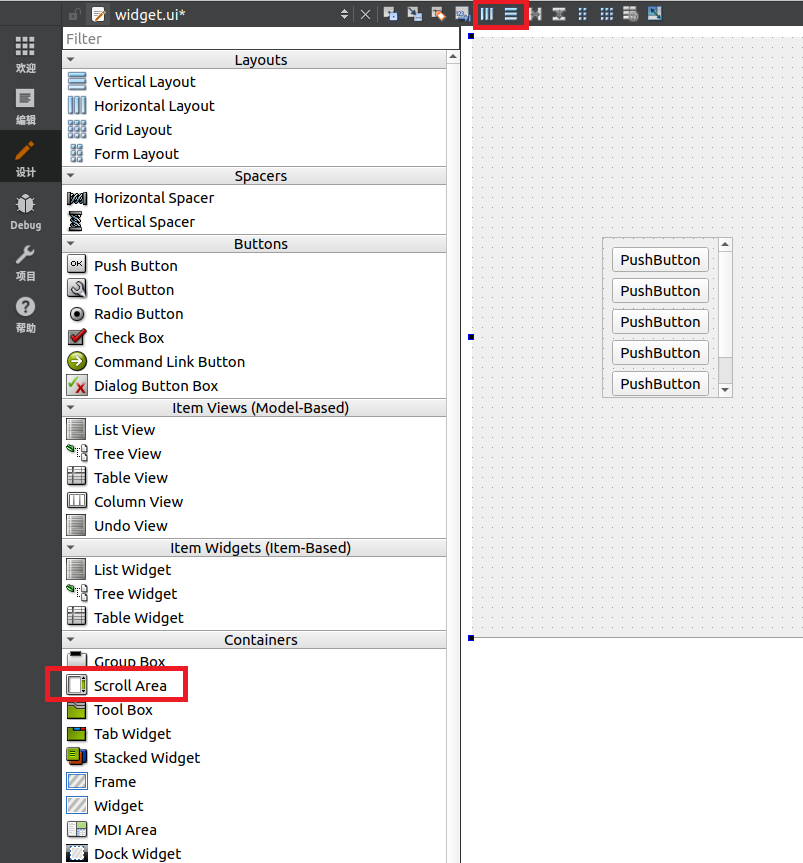 widget.ui*
欢迎
编辑
设计
Debug
项目
帮助
Filter
Layouts
Vertical Layout
Horizontal Layout
Grid Layout
Form Layout
Spacers
Horizontal Spacer
Vertical Spacer
Buttons
OK
Push Button
Tool Button
Radio Button
Check Box
Command Link Button
Dialog Button Box
Item Views (Model-Based)
List View
Tree View
Table View
Column View
Undo View
Item Widgets (Item-Based)
List Widget
Tree Widget
Table Widget
Containers
Group Box
Scroll Area
Tool Box
Tab Widget
Stacked Widget
Frame
Widget
MDI Area
Dock Widget
PushButton
PushButton
PushButton
PushButton
PushButton